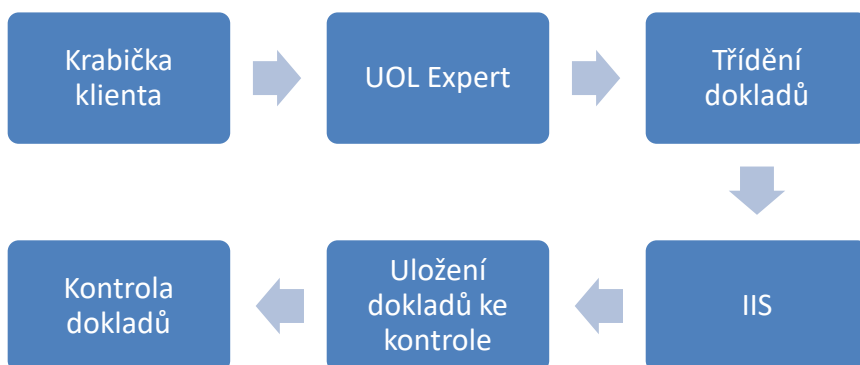 Krabička
klienta
UOL Expert
Třídění
dokladů
IIS
Uložení
dokladů ke
kontrole
Kontrola
dokladů